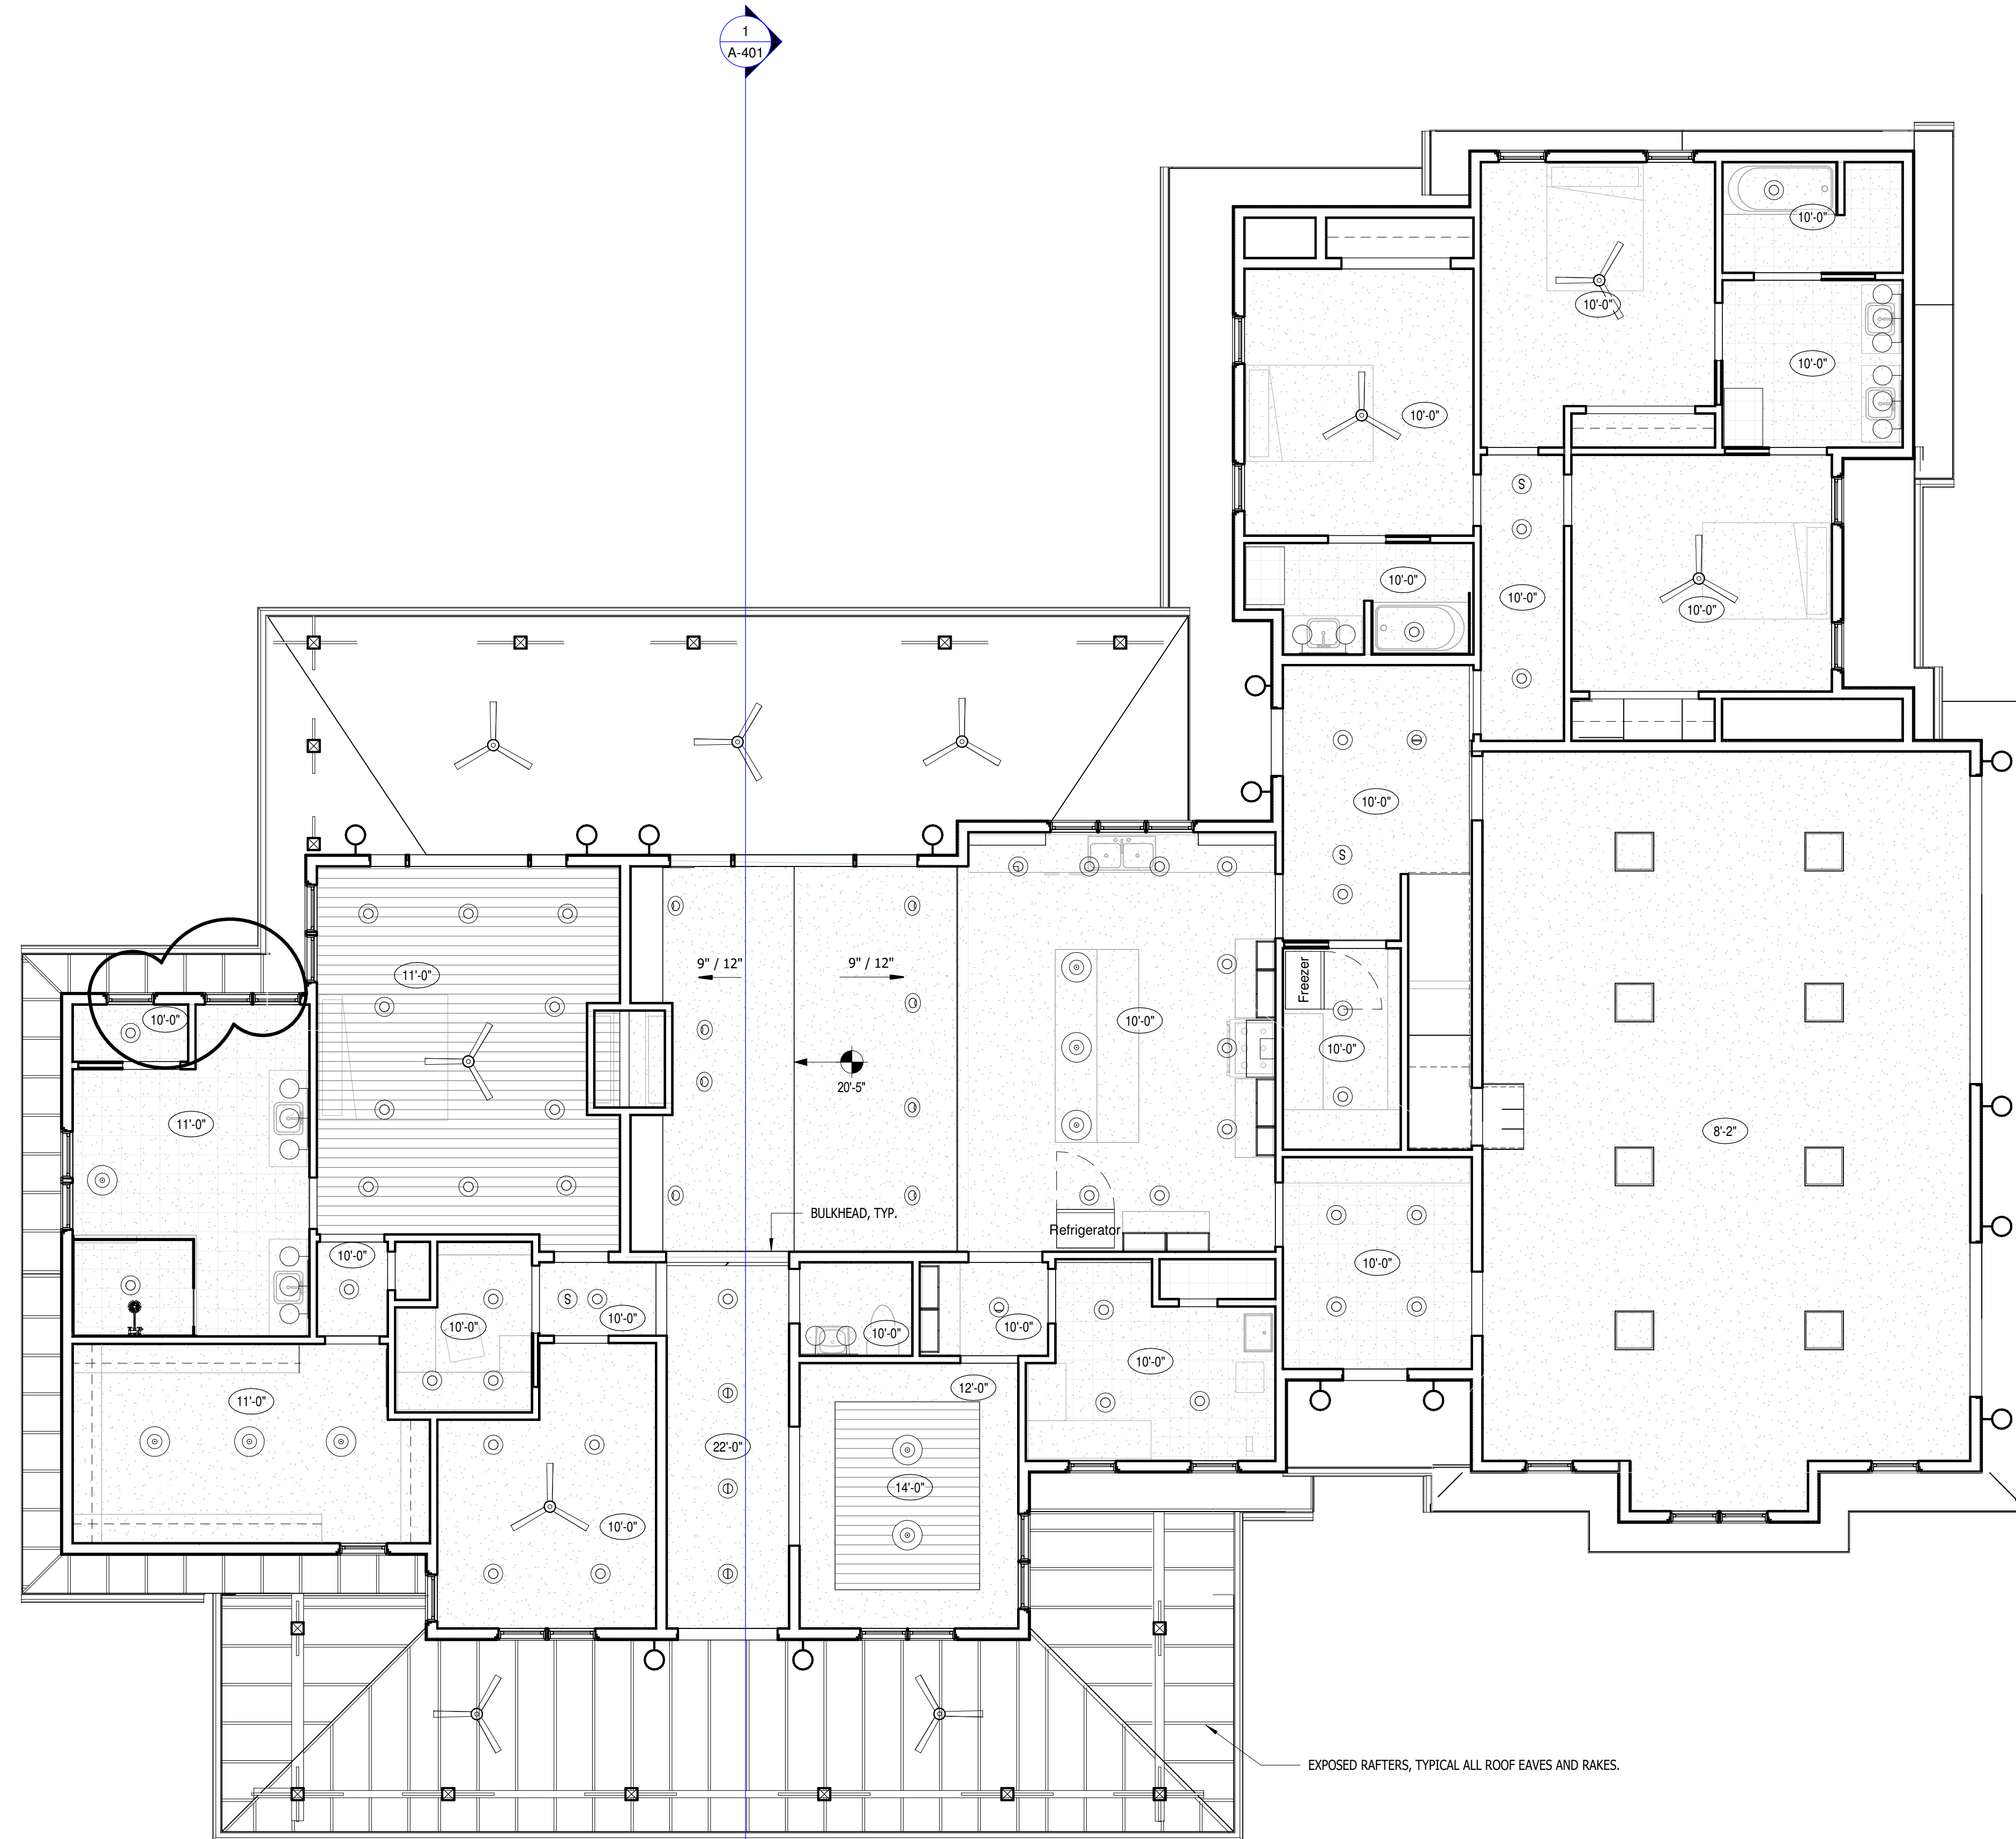 1
A-401
10'-0"
10'-0"
10'-0"
10'-0"
S
10'-0"
10'-0"
10'-0"
10'-0"
S
9" / 12"
9" / 12"
11'-0"
Freezer
10'-0"
10'-0"
10'-0"
20'-5"
11'-0"
8'-2"
BULKHEAD, TYP.
Refrigerator
10'-0"
10'-0"
S
10'-0"
10'-0"
10'-0"
10'-0"
10'-0"
12'-0"
11'-0"
22'-0"
14'-0"
10'-0"
EXPOSED RAFTERS, TYPICAL ALL ROOF EAVES AND RAKES.